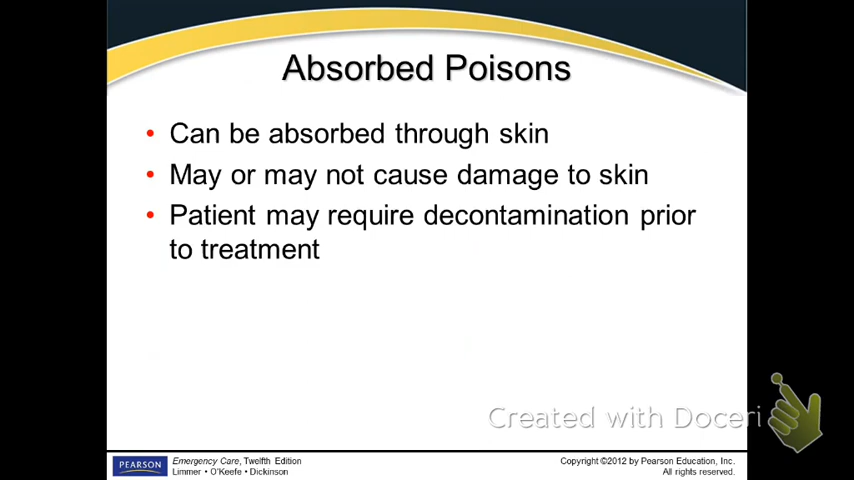 Absorbed Poisons
• Can be absorbed through skin
• May or may not cause damage to skin
• Patient may require decontamination prior
to treatment
Created with Doceri
PEARSON
Emergency Care, Twelfth Edition
Limmer • O'Keefe • Dickinson
Copyright ©2012 by Pearson Education, Inc.
All rights reserved.